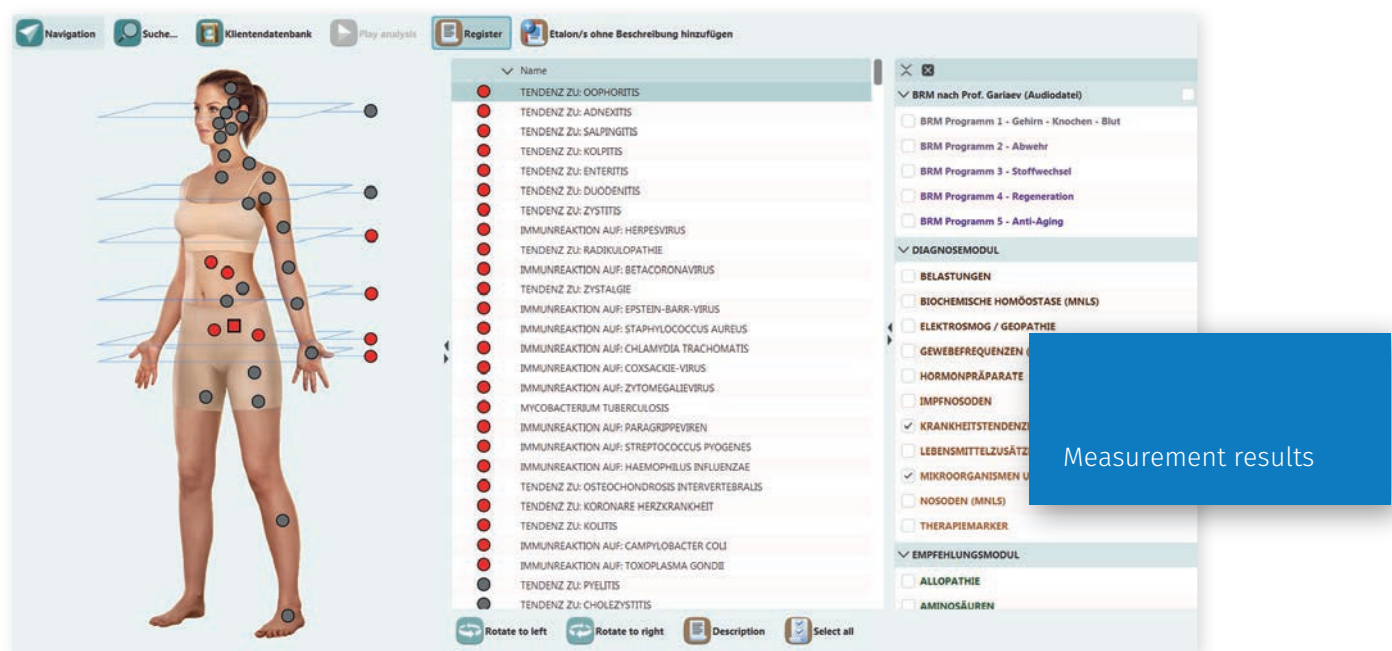 Navigation
Suche...
Klientendatenbank
Play analysis
Register
Etalon/s ohne Beschreibung hinzufügen
Name
TENDENZ ZU: OOPHORITIS
TENDENZ ZU: ADNEXITIS
TENDENZ ZU: SALPINGITIS
TENDENZ ZU: KOLPITIS
TENDENZ ZU: ENTERITIS
TENDENZ ZU: DUODENITIS
TENDENZ ZU: ZYSTITIS
IMMUNREAKTION AUF: HERPESVIRUS
TENDENZ ZU: RADIKULOPATHIE
IMMUNREAKTION AUF: BETACORONAVIRUS
TENDENZ ZU: ZYSTALGIE
IMMUNREAKTION AUF: EPSTEIN-BARR-VIRUS
IMMUNREAKTION AUF: STAPHYLOCOCCUS AUREUS
IMMUNREAKTION AUF: CHLAMYDIA TRACHOMATIS
IMMUNREAKTION AUF: COXSACKIE-VIRUS
IMMUNREAKTION AUF: ZYTOMEGALIEVIRUS
MYCOBACTERIUM TUBERCULOSIS
IMMUNREAKTION AUF: PARAGRIPPEVIREN
IMMUNREAKTION AUF: STREPTOCOCCUS PYOGENES
IMMUNREAKTION AUF: HAEMOPHILUS INFLUENZAE
TENDENZ ZU: OSTEOCHONDROSIS INTERVERTEBRALIS
TENDENZ ZU: KORONARE HERZKRANKHEIT
TENDENZ ZU: KOLITIS
IMMUNREAKTION AUF: CAMPYLOBACTER COLI
IMMUNREAKTION AUF: TOXOPLASMA GONDII
TENDENZ ZU: PYELITIS
TENDENZ ZU: CHOLEZYSTITIS
BRM nach Prof. Gariaev (Audiodatei)
BRM Programm 1 - Gehirn - Knochen - Blut
BRM Programm 2 - Abwehr
BRM Programm 3 - Stoffwechsel
BRM Programm 4 - Regeneration
BRM Programm 5 - Anti-Aging
DIAGNOSEMODUL
BELASTUNGEN
BIOCHEMISCHE HOMÖOSTASE (MNLS)
ELEKTROSMOG / GEOPATHIE
GEWEBEFREQUENZEN (
HORMONPRÄPARATE
IMPFNOSODEN
KRANKHEITSTENDENZ
LEBENSMITTELZUSÄTZ
MIKROORGANISMEN U
NOSODEN (MNLS)
THERAPIEMARKER
EMPFEHLUNGSMODUL
ALLOPATHIE
AMINOSÄUREN
Measurement results
Rotate to left
Rotate to right
Description
Select all